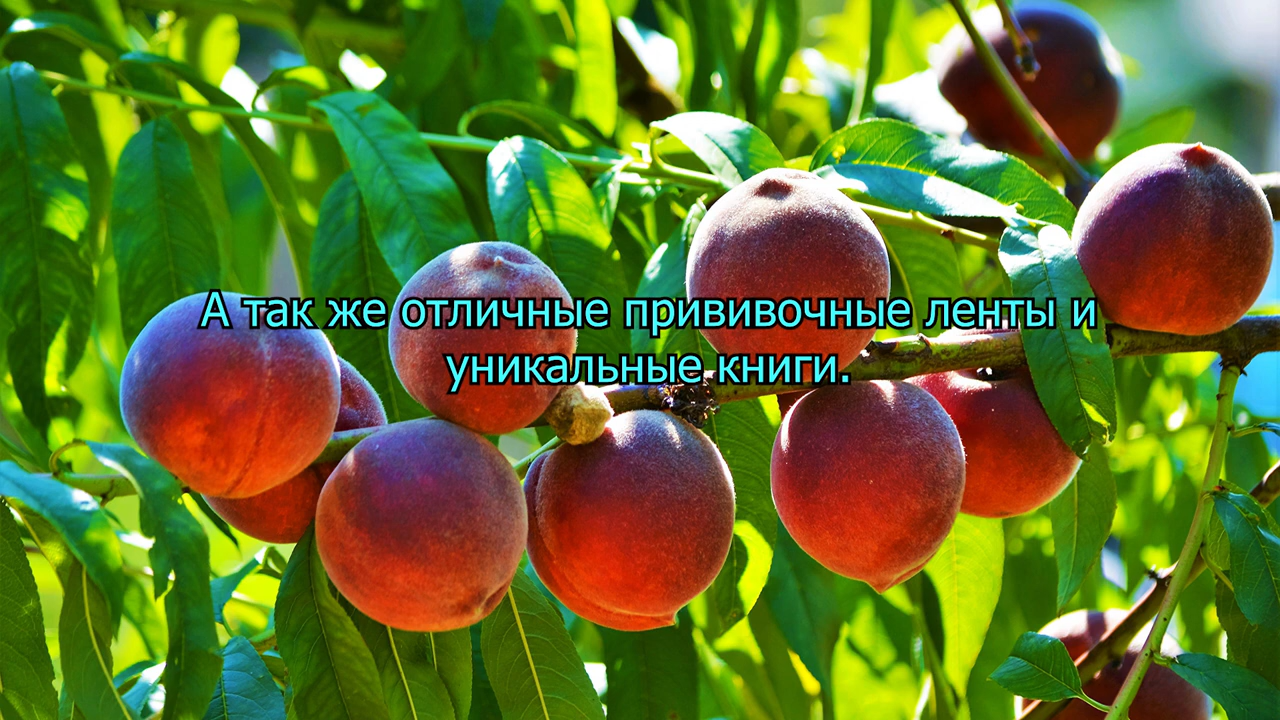 А так же отличные прививочные ленты и
уникальные книги.